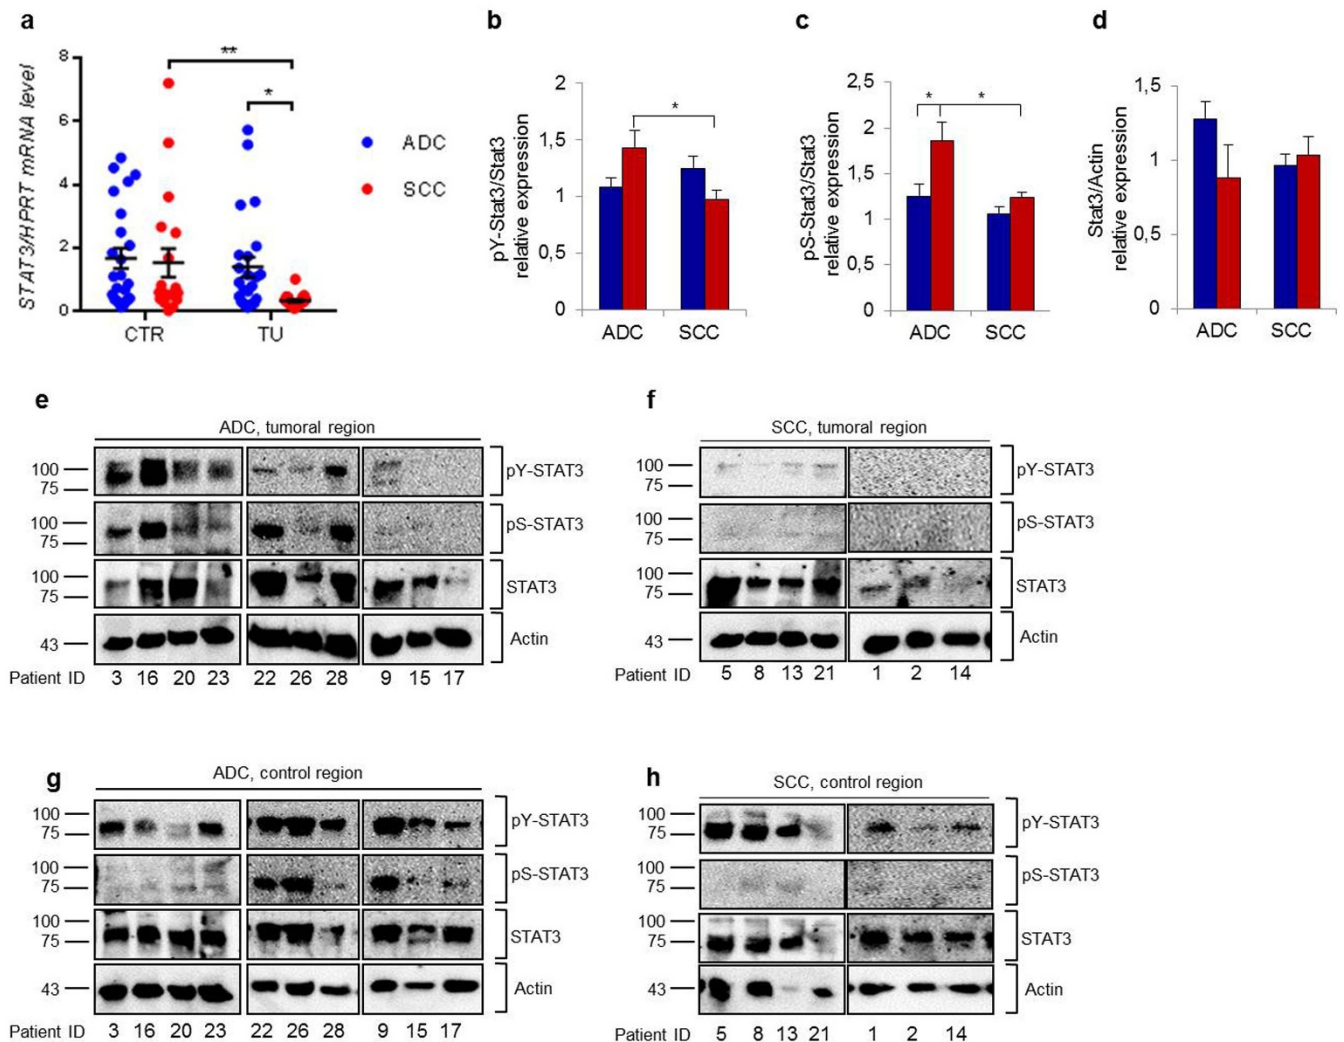 a
STAT3/HPRT mRNA level
8
6
4
2
0
**
*
CTR
TU
ADC
SCC
b
pY-Stat3/Stat3
relative expression
2
1,5
1
0,5
0
*
ADC
SCC
c
pS-Stat3/Stat3
relative expression
2,5
2
1,5
1
0,5
0
*
*
ADC
SCC
d
Stat3/Actin
relative expression
1,5
1
0,5
0
ADC
SCC
e
ADC, tumoral region
100
75
pY-STAT3
100
75
pS-STAT3
100
75
STAT3
43
Actin
Patient ID 3 16 20 23 22 26 28 9 15 17
f
SCC, tumoral region
100
75
pY-STAT3
100
75
pS-STAT3
100
75
STAT3
43
Actin
Patient ID 5 8 13 21 1 2 14
g
ADC, control region
100
75
pY-STAT3
100
75
pS-STAT3
100
75
STAT3
43
Actin
Patient ID 3 16 20 23 22 26 28 9 15 17
h
SCC, control region
100
75
pY-STAT3
100
75
pS-STAT3
100
75
STAT3
43
Actin
Patient ID 5 8 13 21 1 2 14